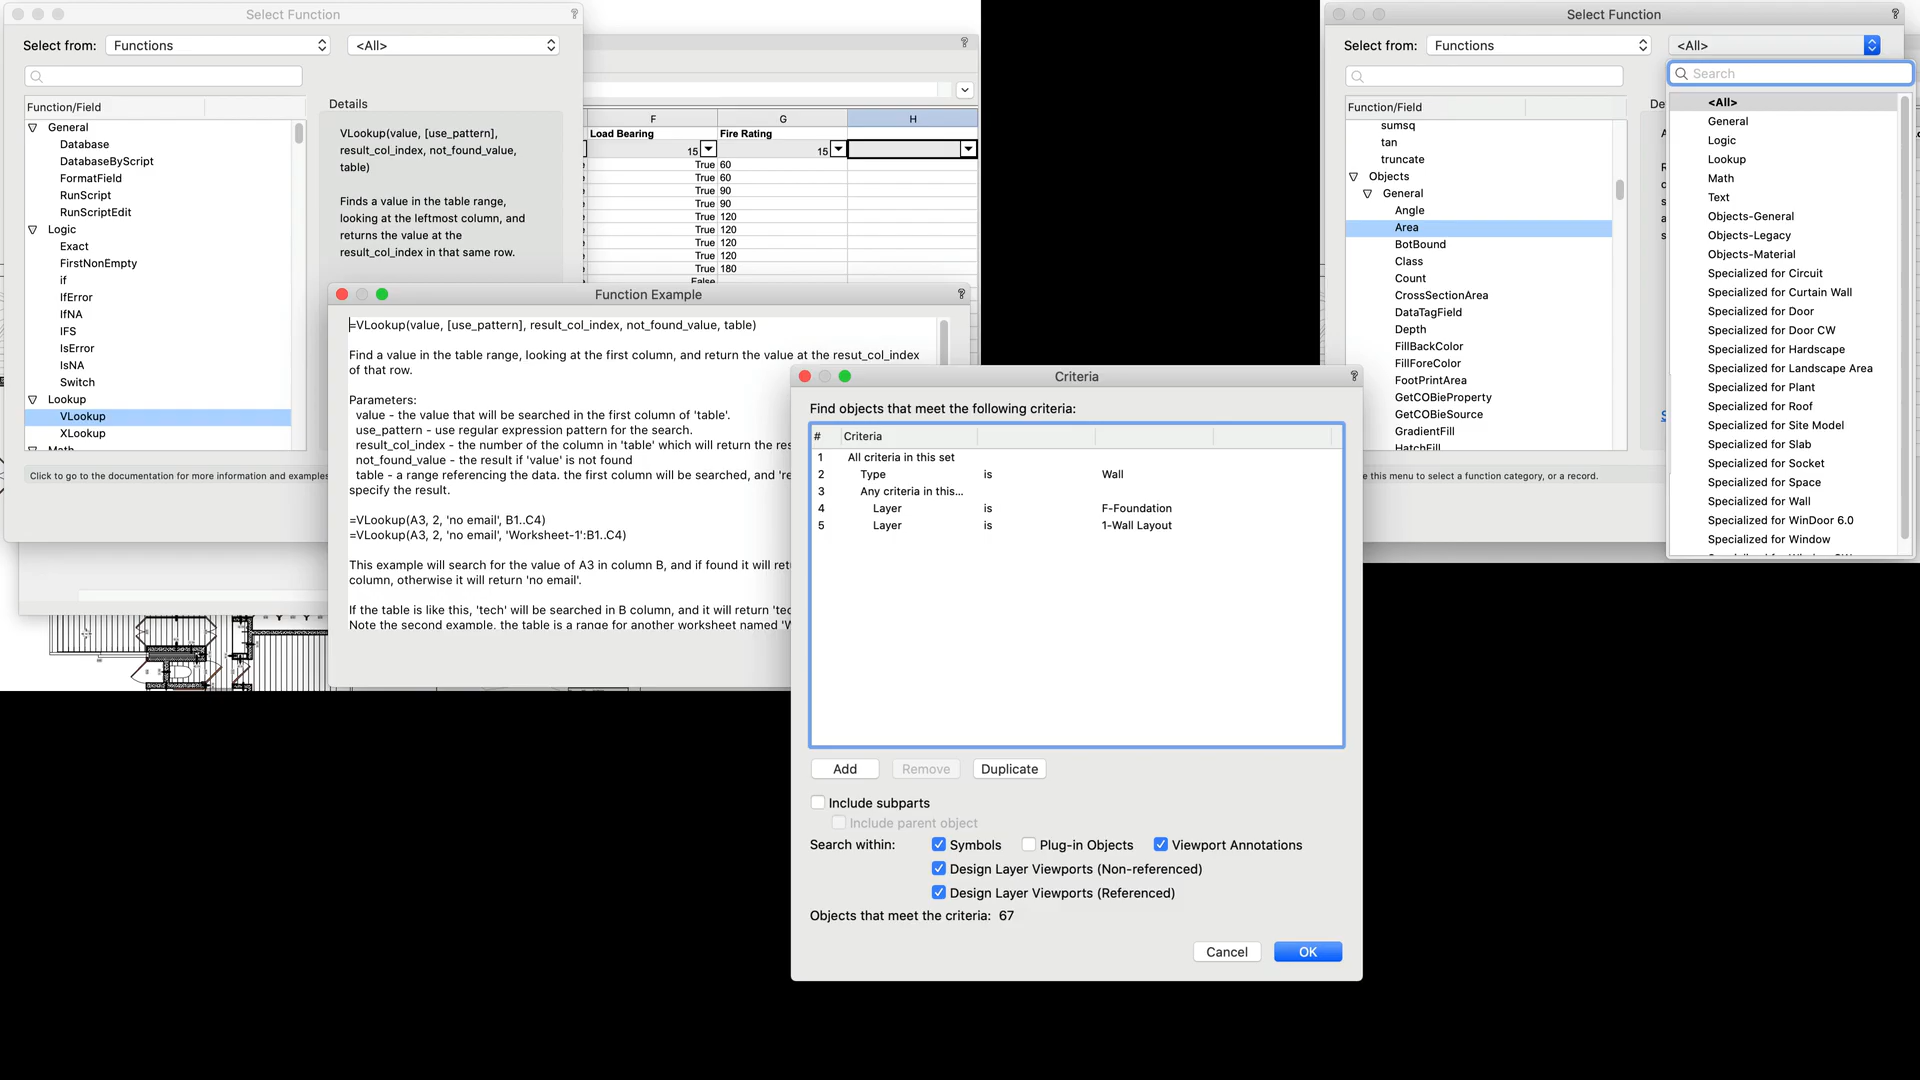 Select Function
?
Select from:
Functions
<All>
Function/Field
General
Database
DatabaseByScript
FormatField
RunScript
RunScriptEdit
Logic
Exact
FirstNonEmpty
if
IfError
IfNA
IFS
IsError
IsNA
Switch
Lookup
VLookup
XLookup
Math
Details
VLookup(value, [use_pattern],
result_col_index, not_found_value,
table)
Finds a value in the table range,
looking at the leftmost column, and
returns the value at the
result_col_index in that same row.
Click to go to the documentation for more information and examples
?
F G H
Load Bearing Fire Rating
15 15
True 60
True 60
True 90
True 90
True 120
True 120
True 120
True 120
True 180
False
Function Example
?
=VLookup(value, [use_pattern], result_col_index, not_found_value, table)
Find a value in the table range, looking at the first column, and return the value at the resut_col_index
of that row.
Parameters:
value - the value that will be searched in the first column of 'table'.
use_pattern - use regular expression pattern for the search.
result_col_index - the number of the column in 'table' which will return the res
not_found_value - the result if 'value' is not found
table - a range referencing the data. the first column will be searched, and 're
specify the result.
=VLookup(A3, 2, 'no email', B1..C4)
=VLookup(A3, 2, 'no email', 'Worksheet-1':B1..C4)
This example will search for the value of A3 in column B, and if found it will retu
column, otherwise it will return 'no email'.
If the table is like this, 'tech' will be searched in B column, and it will return 'tec
Note the second example, the table is a range for another worksheet named 'W
Criteria
?
Find objects that meet the following criteria:
# Criteria
1 All criteria in this set
2 Type is Wall
3 Any criteria in this...
4 Layer is F-Foundation
5 Layer is 1-Wall Layout
Add
Remove
Duplicate
Include subparts
Include parent object
Search within:
Symbols
Plug-in Objects
Viewport Annotations
Design Layer Viewports (Non-referenced)
Design Layer Viewports (Referenced)
Objects that meet the criteria: 67
Cancel
OK
Select Function
?
Select from:
Functions
<All>
Search
Function/Field
sumsq
tan
truncate
Objects
General
Angle
Area
BotBound
Class
Count
CrossSectionArea
DataTagField
Depth
FillBackColor
FillForeColor
FootPrintArea
GetCOBieProperty
GetCOBieSource
GradientFill
HatchFill
De
e this menu to select a function category, or a record.
<All>
General
Logic
Lookup
Math
Text
Objects-General
Objects-Legacy
Objects-Material
Specialized for Circuit
Specialized for Curtain Wall
Specialized for Door
Specialized for Door CW
Specialized for Hardscape
Specialized for Landscape Area
Specialized for Plant
Specialized for Roof
Specialized for Site Model
Specialized for Slab
Specialized for Socket
Specialized for Space
Specialized for Wall
Specialized for WinDoor 6.0
Specialized for Window